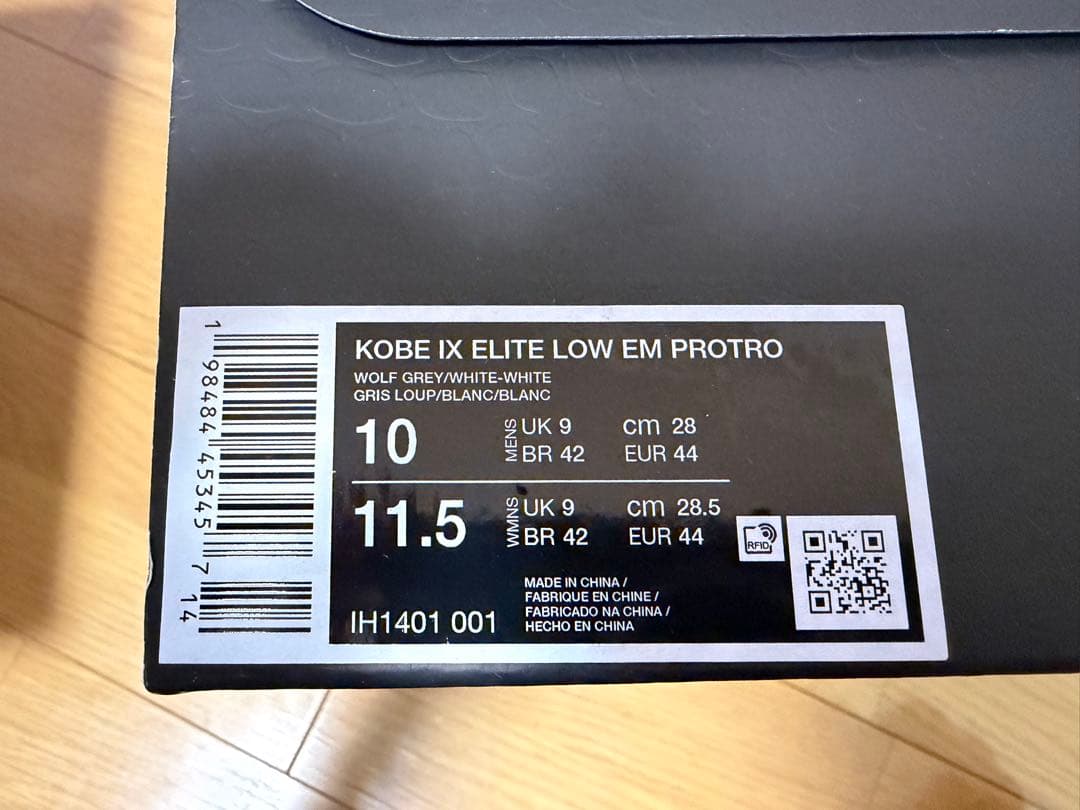 KOBE IX ELITE LOW EM PROTRO
WOLF GREY/WHITE-WHITE
GRIS LOUP/BLANC/BLANC
10
MENS
UK 9 cm 28
BR 42 EUR 44
11.5
WMNS
UK 9 cm 28.5
BR 42 EUR 44
RFID
MADE IN CHINA /
FABRIQUE EN CHINE /
FABRICADO NA CHINA /
HECHO EN CHINA
IH1401 001
1 98484 45345 7 14